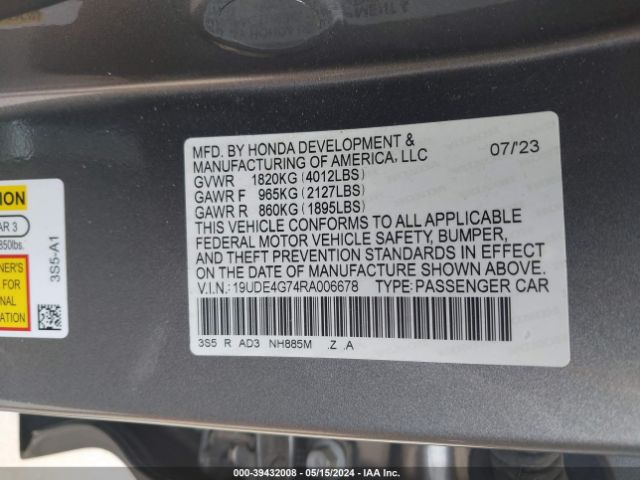 MFD. BY HONDA DEVELOPMENT &
MANUFACTURING OF AMERICA, LLC 07/'23
GVWR 1820KG (4012LBS)
GAWR F 965KG (2127LBS)
GAWR R 860KG (1895LBS)
THIS VEHICLE CONFORMS TO ALL APPLICABLE
FEDERAL MOTOR VEHICLE SAFETY, BUMPER,
AND THEFT PREVENTION STANDARDS IN EFFECT
ON THE DATE OF MANUFACTURE SHOWN ABOVE.
V.I.N.: 19UDE4G74RA006678 TYPE: PASSENGER CAR
3S5 R AD3 NH885M .Z .A
AR 3
850lbs.
3S5-A1
000-39432008 - 05/15/2024 - IAA Inc.